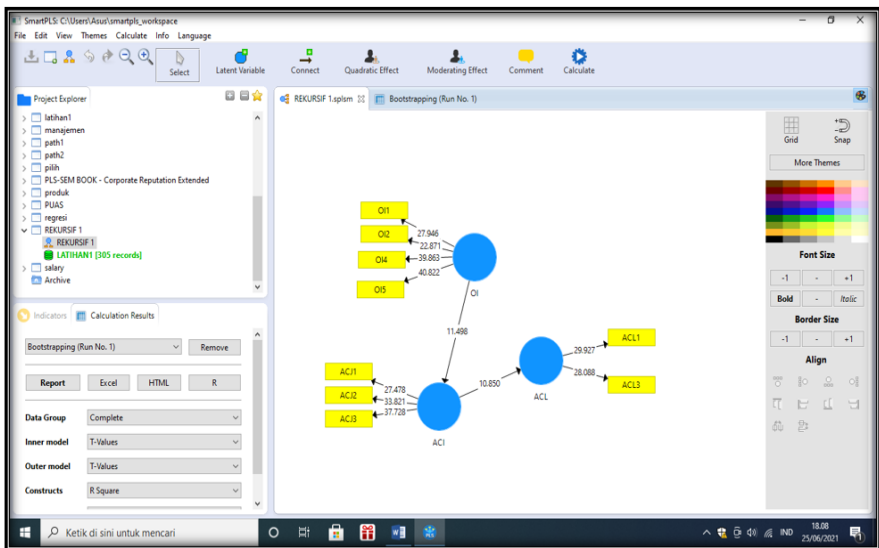 SmartPLS: C:\Users\Asus\smartpls_workspace
File Edit View Themes Calculate Info Language
Select
Latent Variable
Connect
Quadratic Effect
Moderating Effect
Comment
Calculate
Project Explorer
latihan1
manajemen
path1
path2
pilih
PLS-SEM BOOK - Corporate Reputation Extended
produk
PUAS
regresi
REKURSIF 1
REKURSIF 1
LATIHAN1 [305 records]
salary
Archive
Indicators
Calculation Results
Bootstrapping (Run No. 1)
Remove
Report
Excel
HTML
R
Data Group
Complete
Inner model
T-Values
Outer model
T-Values
Constructs
R Square
REKURSIF 1.splsm
Bootstrapping (Run No. 1)
OI1
OI2
OI4
OI5
27.946
22.871
39.863
40.822
OI
11.498
ACJ1
ACJ2
ACJ3
27.478
33.821
37.728
ACJ
10.850
ACL
29.927
28.088
ACL1
ACL3
Grid
Snap
More Themes
Font Size
-1
-
+1
Bold
-
Italic
Border Size
-1
-
+1
Align
Ketik di sini untuk mencari
W
PLS
IND
18.08
25/06/2021